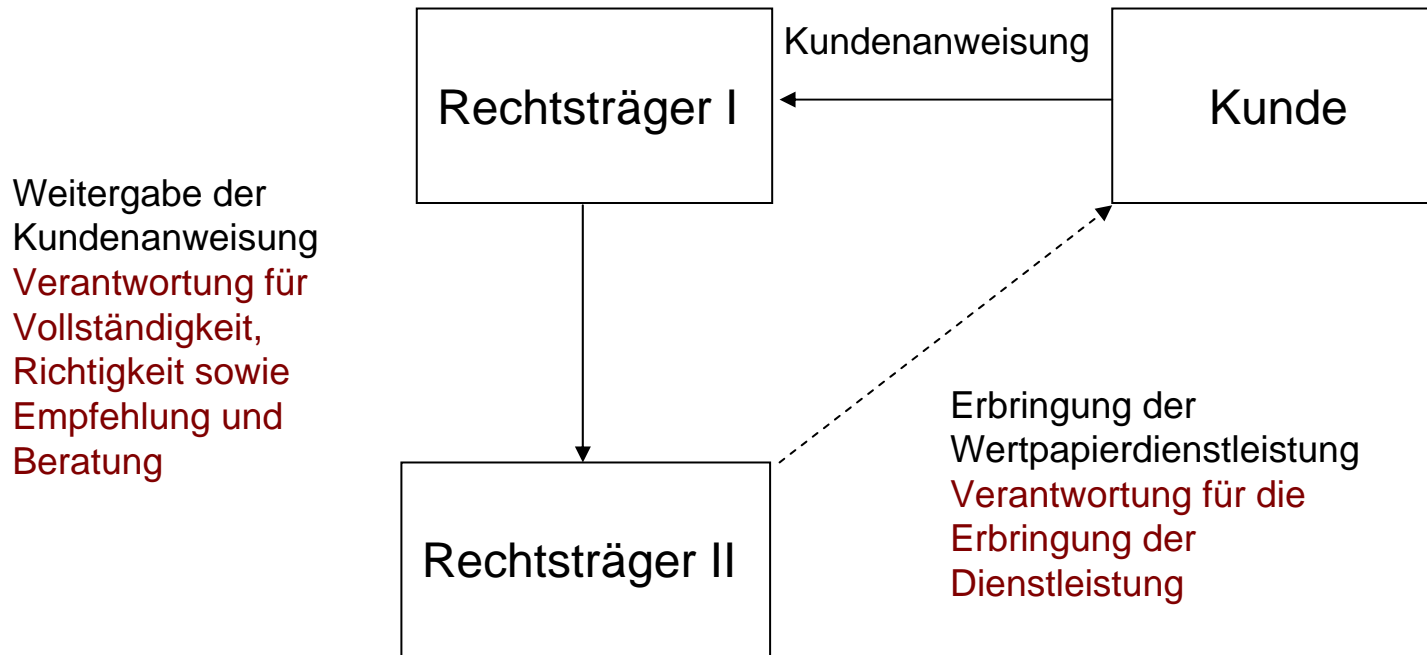 Kundenanweisung
Rechtsträger I
Kunde
Weitergabe der
Kundenanweisung
Verantwortung für
Vollständigkeit,
Richtigkeit sowie
Empfehlung und
Beratung
Erbringung der
Wertpapierdienstleistung
Verantwortung für die
Erbringung der
Dienstleistung
Rechtsträger II